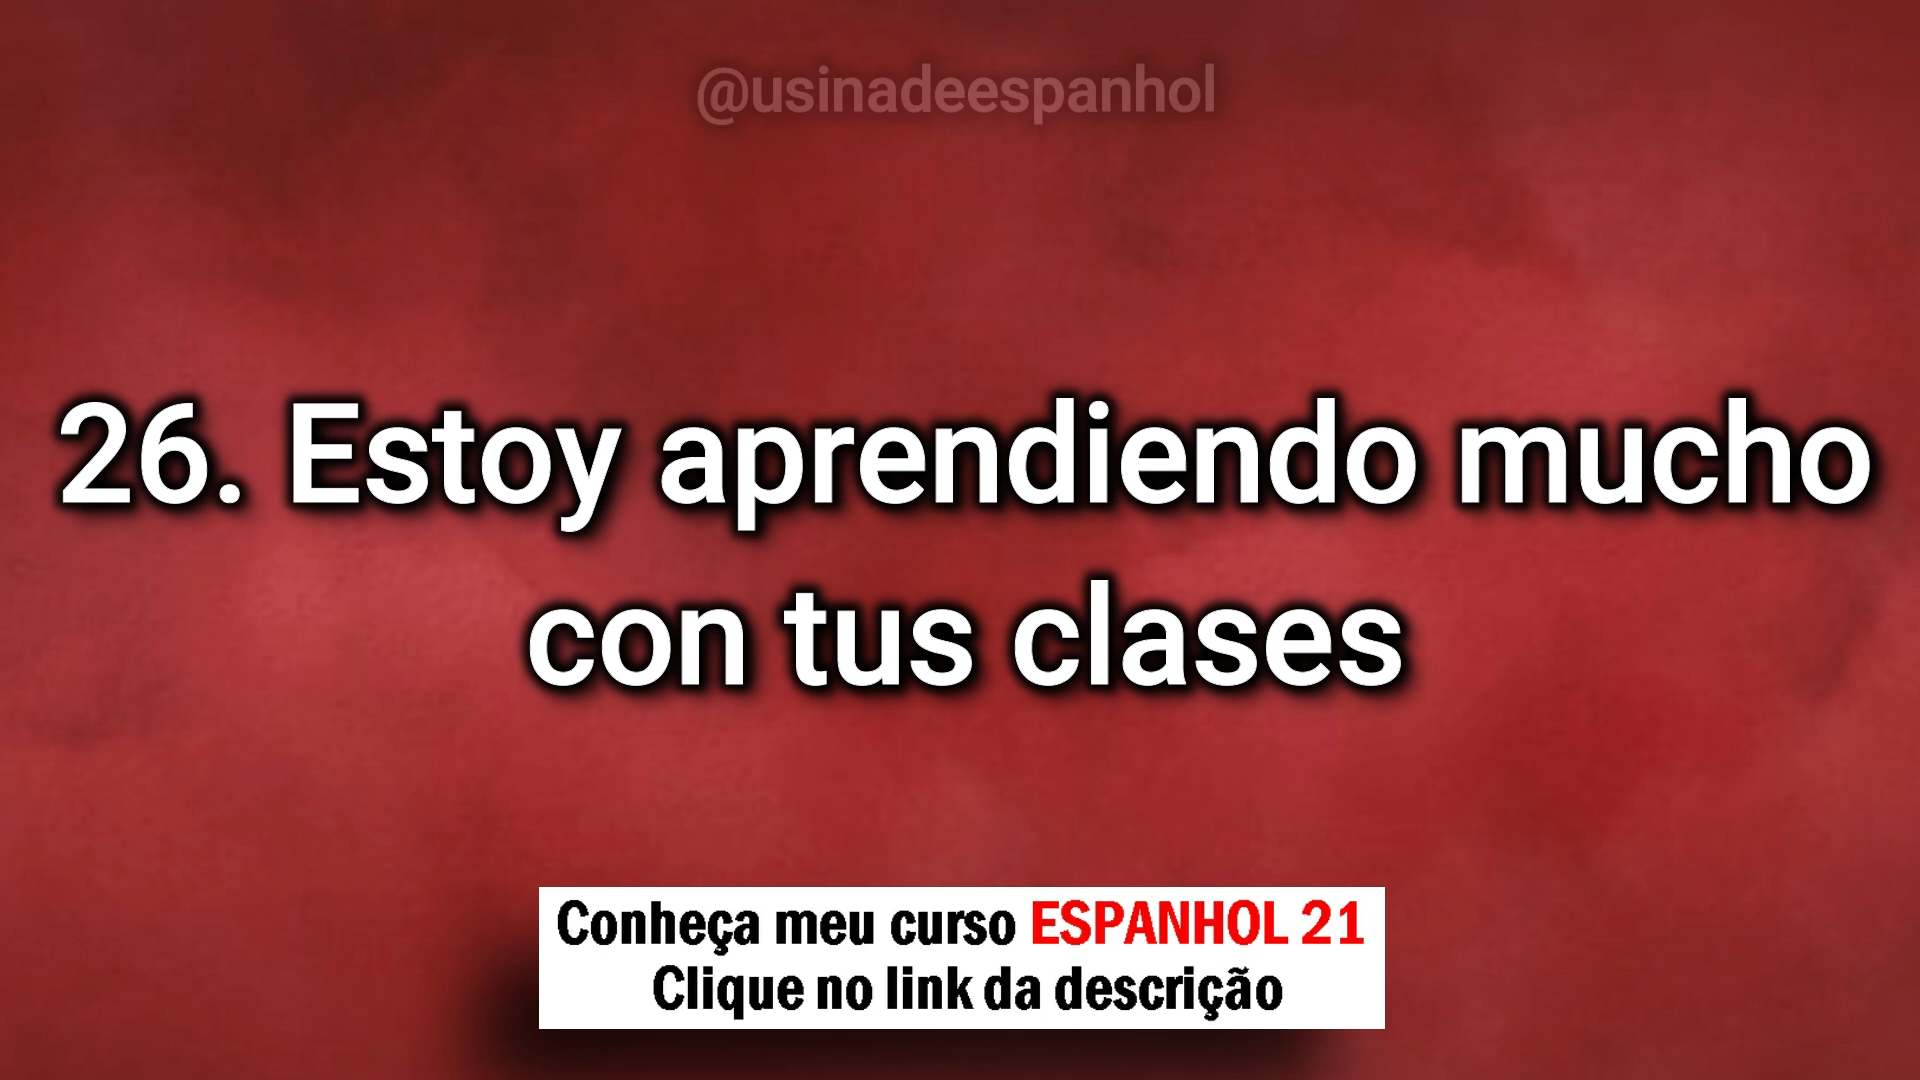 @usinadeespanhol
26. Estoy aprendiendo mucho
con tus clases
Conheça meu curso ESPANHOL 21
Clique no link da descrição